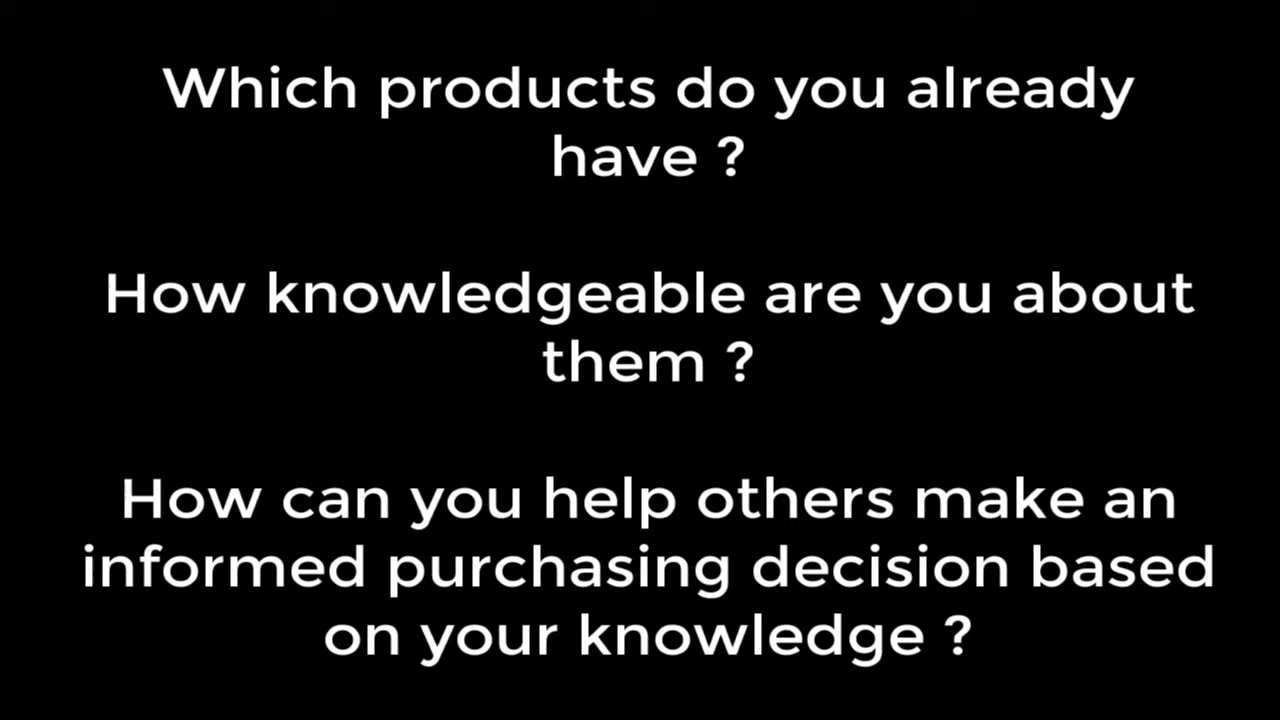 Which products do you already
have ?
How knowledgeable are you about
them ?
How can you help others make an
informed purchasing decision based
on your knowledge ?